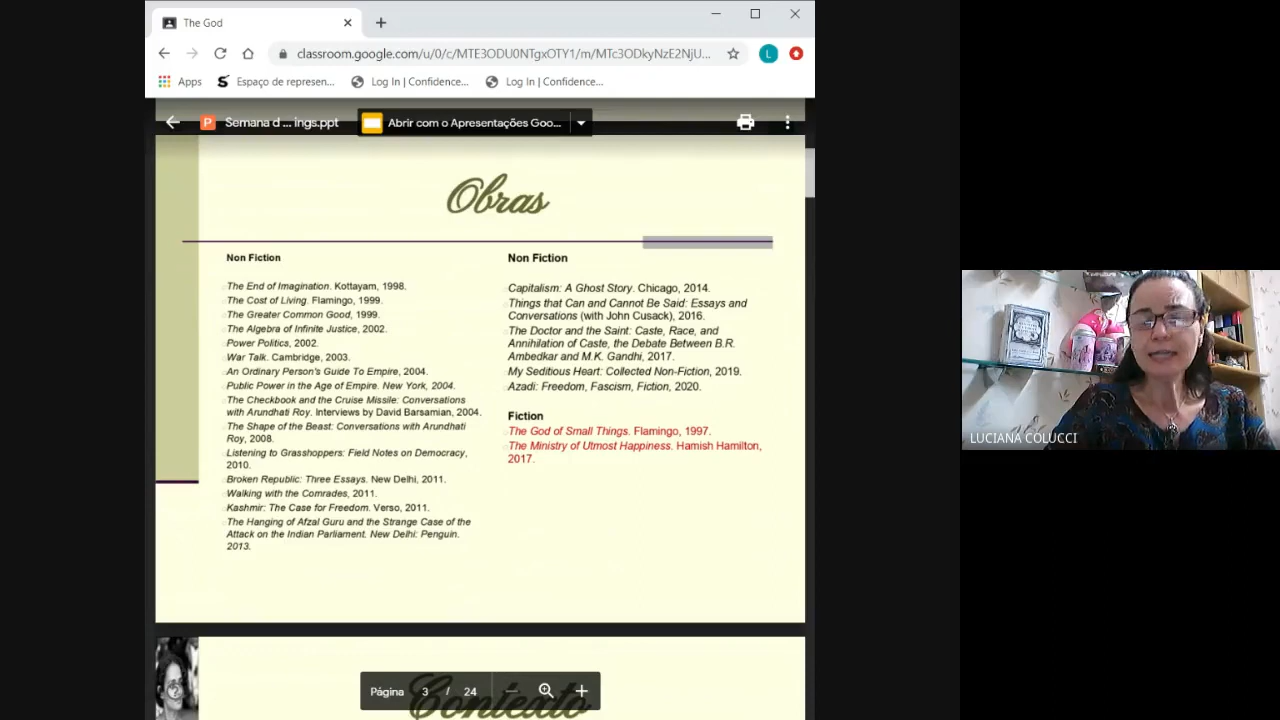 The God
classroom.google.com/u/0/c/MTE3ODU0NTgxOTY1/m/MTc3ODkyNzE2NjU...
L
Apps
Espaço de represen...
Log In | Confidence...
Log In | Confidence...
P
Semana d ... ings.ppt
Abrir com o Apresentações Goo...
Obras
Non Fiction
The End of Imagination. Kottayam, 1998.
The Cost of Living. Flamingo, 1999.
The Greater Common Good, 1999.
The Algebra of Infinite Justice, 2002.
Power Politics, 2002.
War Talk. Cambridge, 2003.
An Ordinary Person's Guide To Empire, 2004.
Public Power in the Age of Empire. New York, 2004.
The Checkbook and the Cruise Missile: Conversations
with Arundhati Roy. Interviews by David Barsamian, 2004.
The Shape of the Beast: Conversations with Arundhati
Roy, 2008.
Listening to Grasshoppers: Field Notes on Democracy,
2010.
Broken Republic: Three Essays. New Delhi, 2011.
Walking with the Comrades, 2011.
Kashmir: The Case for Freedom. Verso, 2011.
The Hanging of Afzal Guru and the Strange Case of the
Attack on the Indian Parliament. New Delhi: Penguin.
2013.
Non Fiction
Capitalism: A Ghost Story. Chicago, 2014.
Things that Can and Cannot Be Said: Essays and
Conversations (with John Cusack), 2016.
The Doctor and the Saint: Caste, Race, and
Annihilation of Caste, the Debate Between B.R.
Ambedkar and M.K. Gandhi, 2017.
My Seditious Heart: Collected Non-Fiction, 2019.
Azadi: Freedom, Fascism, Fiction, 2020.
Fiction
The God of Small Things. Flamingo, 1997.
The Ministry of Utmost Happiness. Hamish Hamilton,
2017.
Contexto
Página 3 / 24
LUCIANA COLUCCI